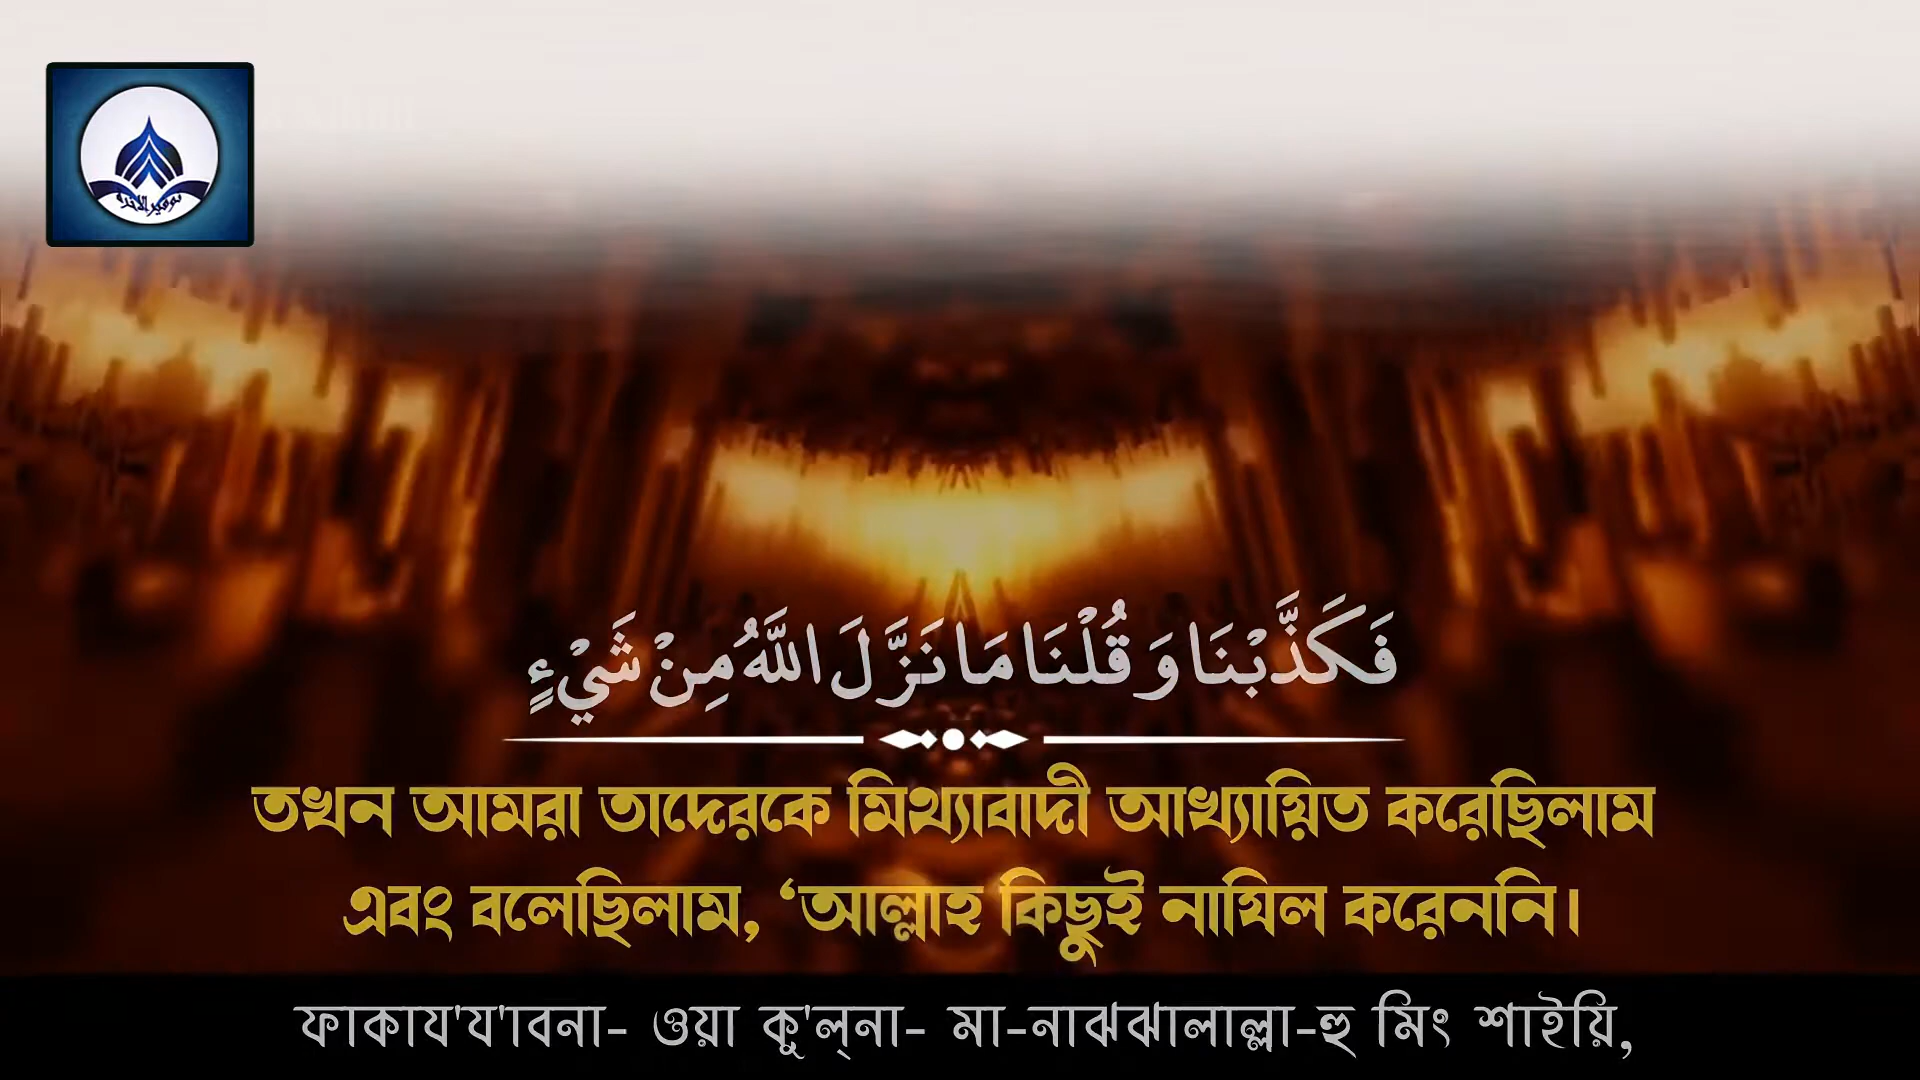 فَكَذَّبْنَا وَقُلْنَا مَا نَزَّلَ اللَّهُ مِنْ شَيْءٍ
তখন আমরা তাদেরকে মিথ্যাবাদী আখ্যায়িত করেছিলাম
এবং বলেছিলাম, ‘আল্লাহ কিছুই নাযিল করেননি।
ফাকায'য'াবনা- ওয়া কু'ল্‌না- মা-নাঝঝালাল্লা-হু মিং শাইয়ি,